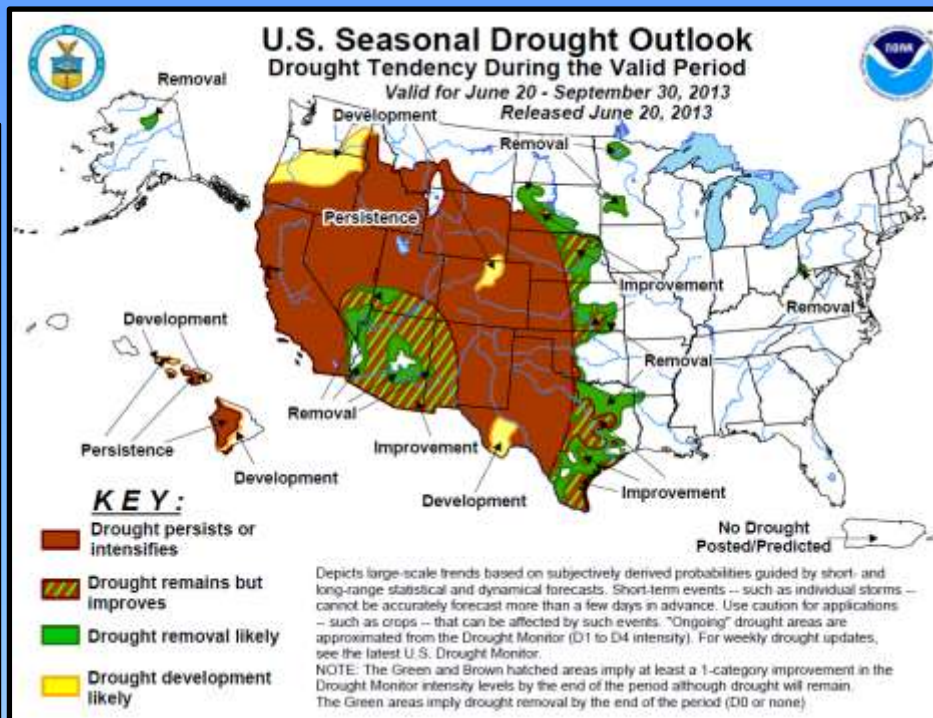 U.S. Seasonal Drought Outlook
Drought Tendency During the Valid Period
Valid for June 20 - September 30, 2013
Released June 20, 2013
NOAA
Removal
Development
Removal
Persistence
Improvement
Removal
Development
Removal
Removal
Persistence
Improvement
Development
Development
Improvement
No Drought
Posted/Predicted
KEY:
Drought persists or
intensifies
Drought remains but
improves
Drought removal likely
Drought development
likely
Depicts large-scale trends based on subjectively derived probabilities guided by short- and
long-range statistical and dynamical forecasts. Short-term events -- such as individual storms --
cannot be accurately forecast more than a few days in advance. Use caution for applications
-- such as crops -- that can be affected by such events. "Ongoing" drought areas are
approximated from the Drought Monitor (D1 to D4 intensity). For weekly drought updates,
see the latest U.S. Drought Monitor.
NOTE: The Green and Brown hatched areas imply at least a 1-category improvement in the
Drought Monitor intensity levels by the end of the period although drought will remain.
The Green areas imply drought removal by the end of the period (D0 or none)